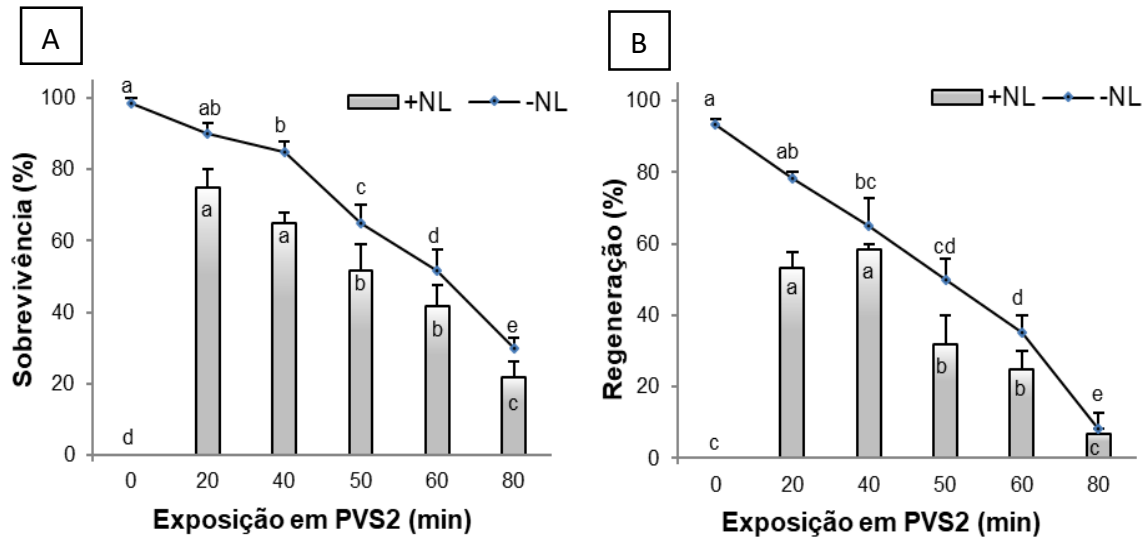 A
+NL -NL
Sobrevivência (%)
100
80
60
40
20
0
a
ab
b
c
d
e
d
a
a
b
b
c
0 20 40 50 60 80
Exposição em PVS2 (min)
B
+NL -NL
Regeneração (%)
100
80
60
40
20
0
a
ab
bc
cd
d
e
c
a
a
b
b
c
0 20 40 50 60 80
Exposição em PVS2 (min)